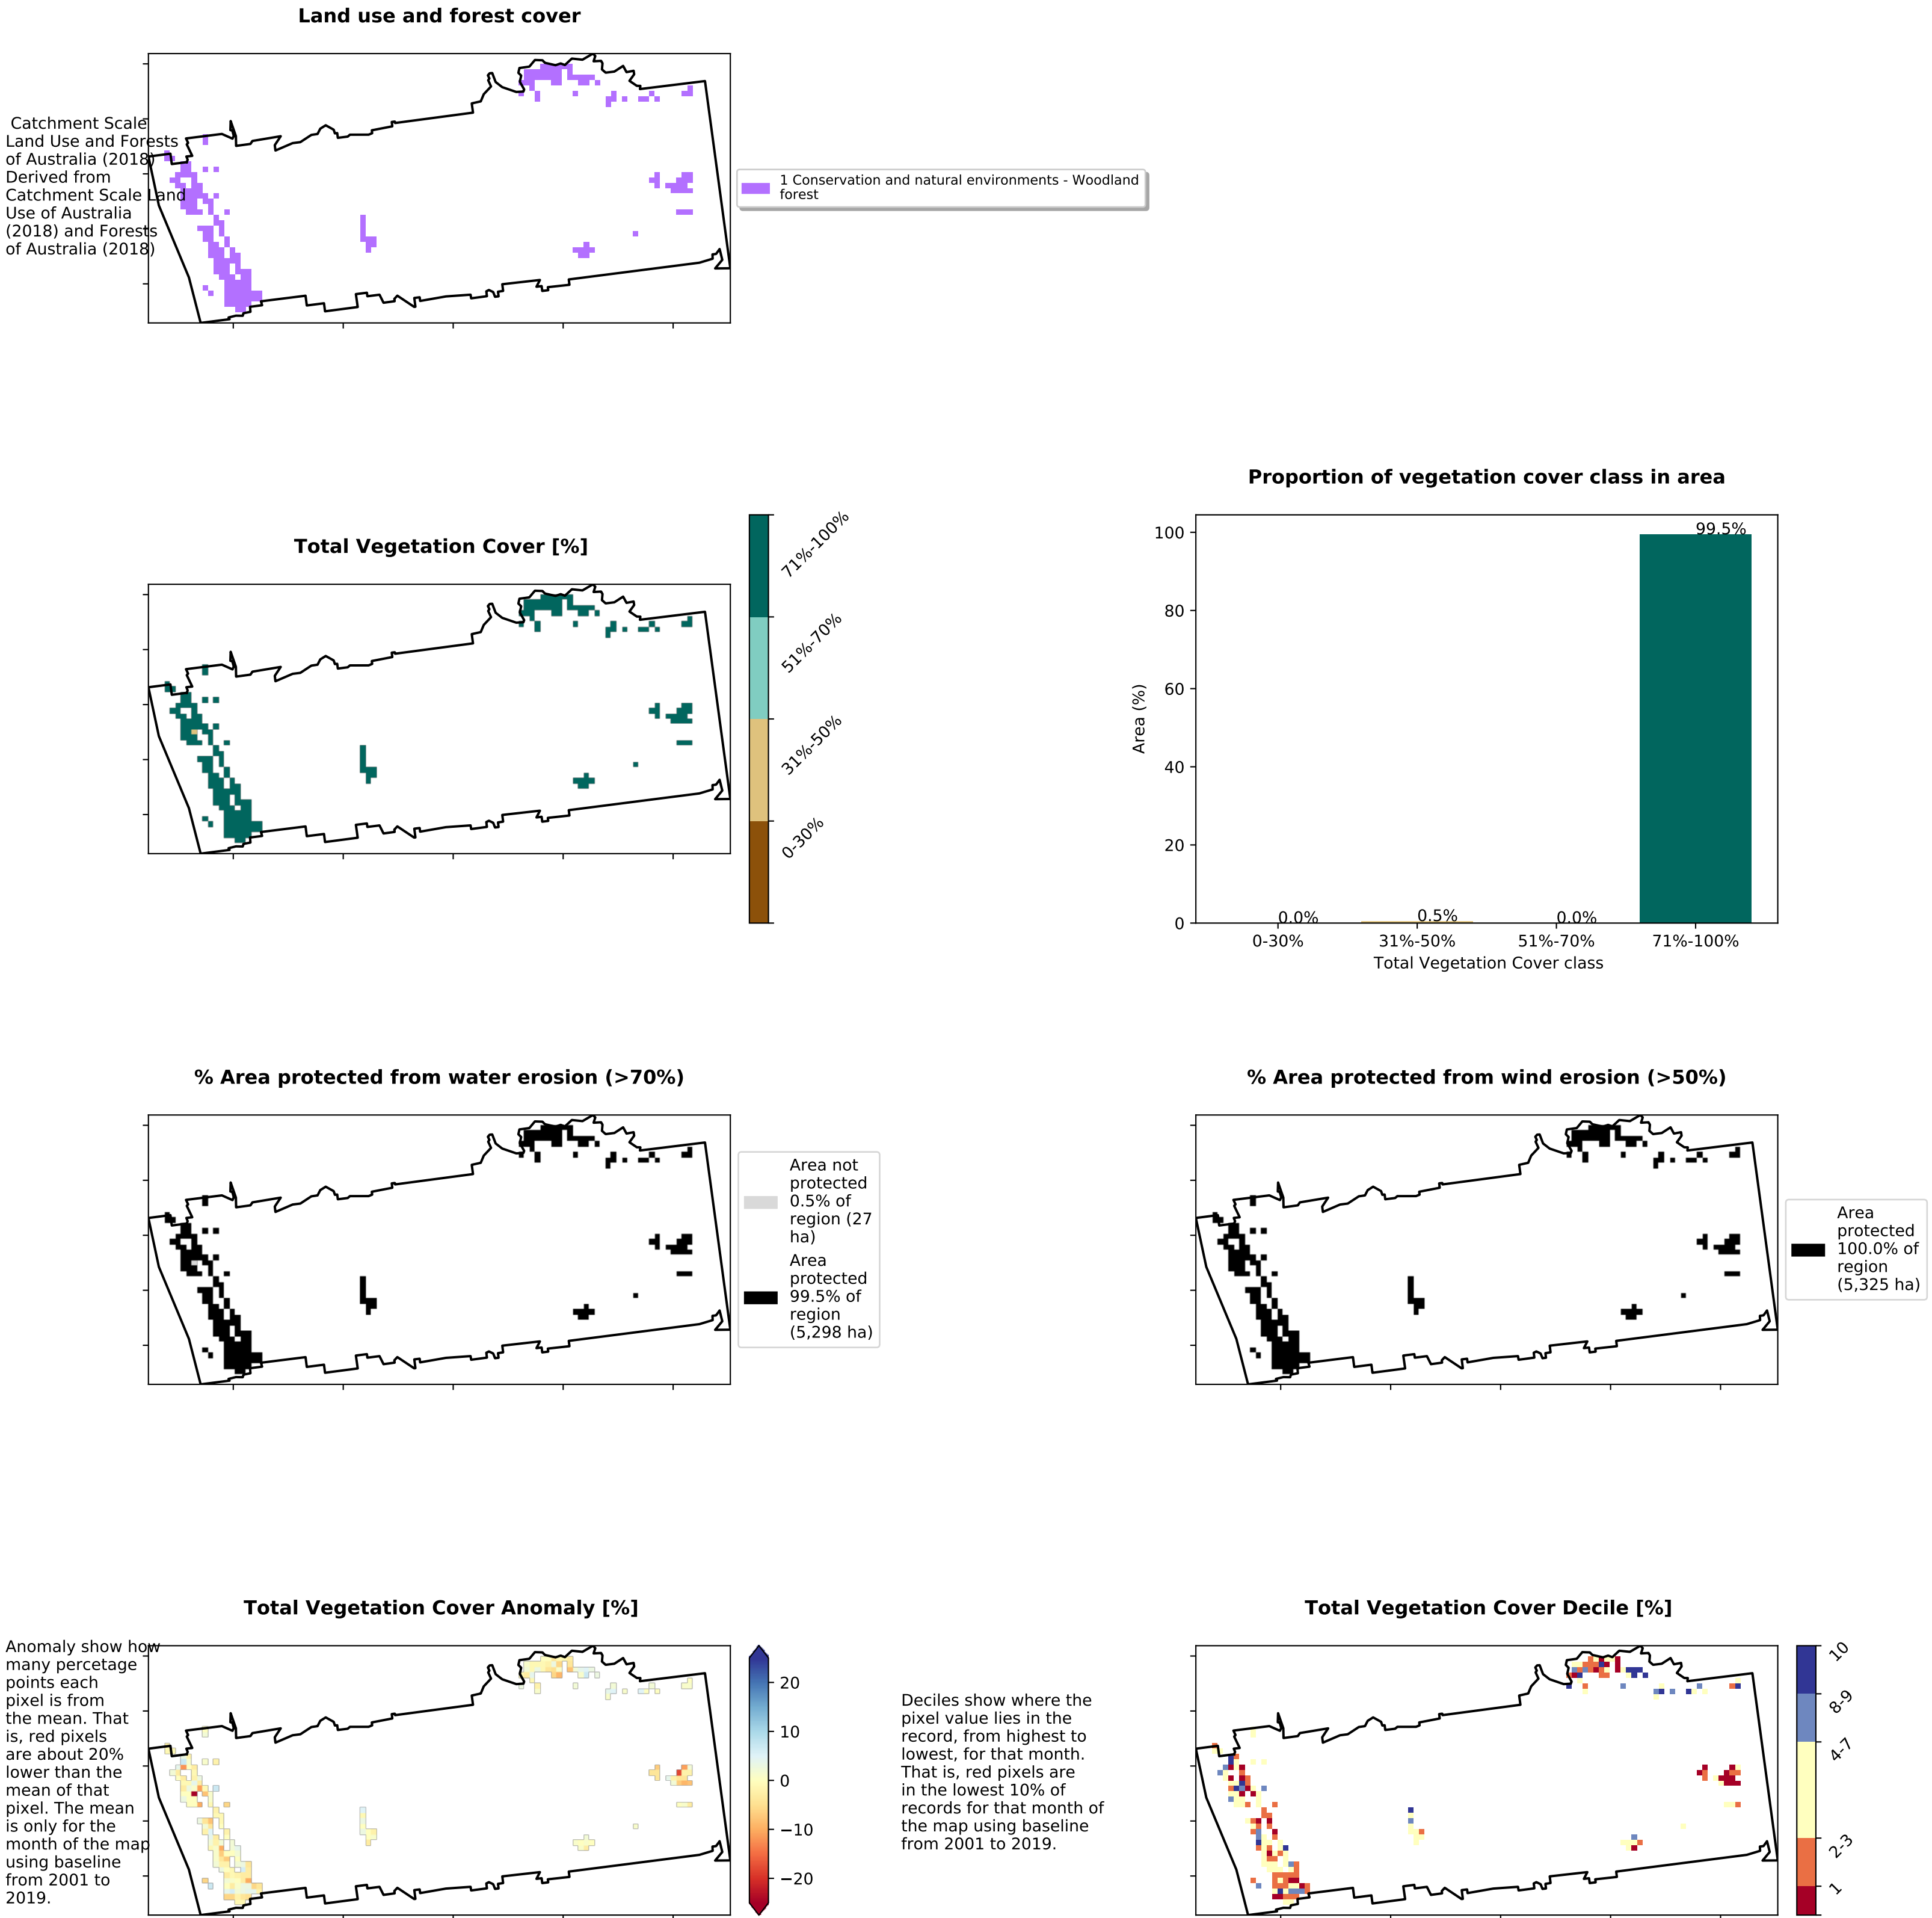 Land use and forest cover
Catchment Scale
Land Use and Forests
of Australia (2018)
Derived from
Catchment Scale Land
Use of Australia
(2018) and Forests
of Australia (2018)
1 Conservation and natural environments - Woodland
forest
Total Vegetation Cover [%]
71%-100%
51%-70%
31%-50%
0-30%
Proportion of vegetation cover class in area
Area (%)
100
80
60
40
20
0
0.0%
0.5%
0.0%
99.5%
0-30%
31%-50%
51%-70%
71%-100%
Total Vegetation Cover class
% Area protected from water erosion (>70%)
Area not
protected
0.5% of
region (27
ha)
Area
protected
99.5% of
region
(5,298 ha)
% Area protected from wind erosion (>50%)
Area
protected
100.0% of
region
(5,325 ha)
Total Vegetation Cover Anomaly [%]
Anomaly show how
many percetage
points each
pixel is from
the mean. That
is, red pixels
are about 20%
lower than the
mean of that
pixel. The mean
is only for the
month of the map
using baseline
from 2001 to
2019.
20
10
0
−10
−20
Total Vegetation Cover Decile [%]
Deciles show where the
pixel value lies in the
record, from highest to
lowest, for that month.
That is, red pixels are
in the lowest 10% of
records for that month of
the map using baseline
from 2001 to 2019.
10
8-9
4-7
2-3
1